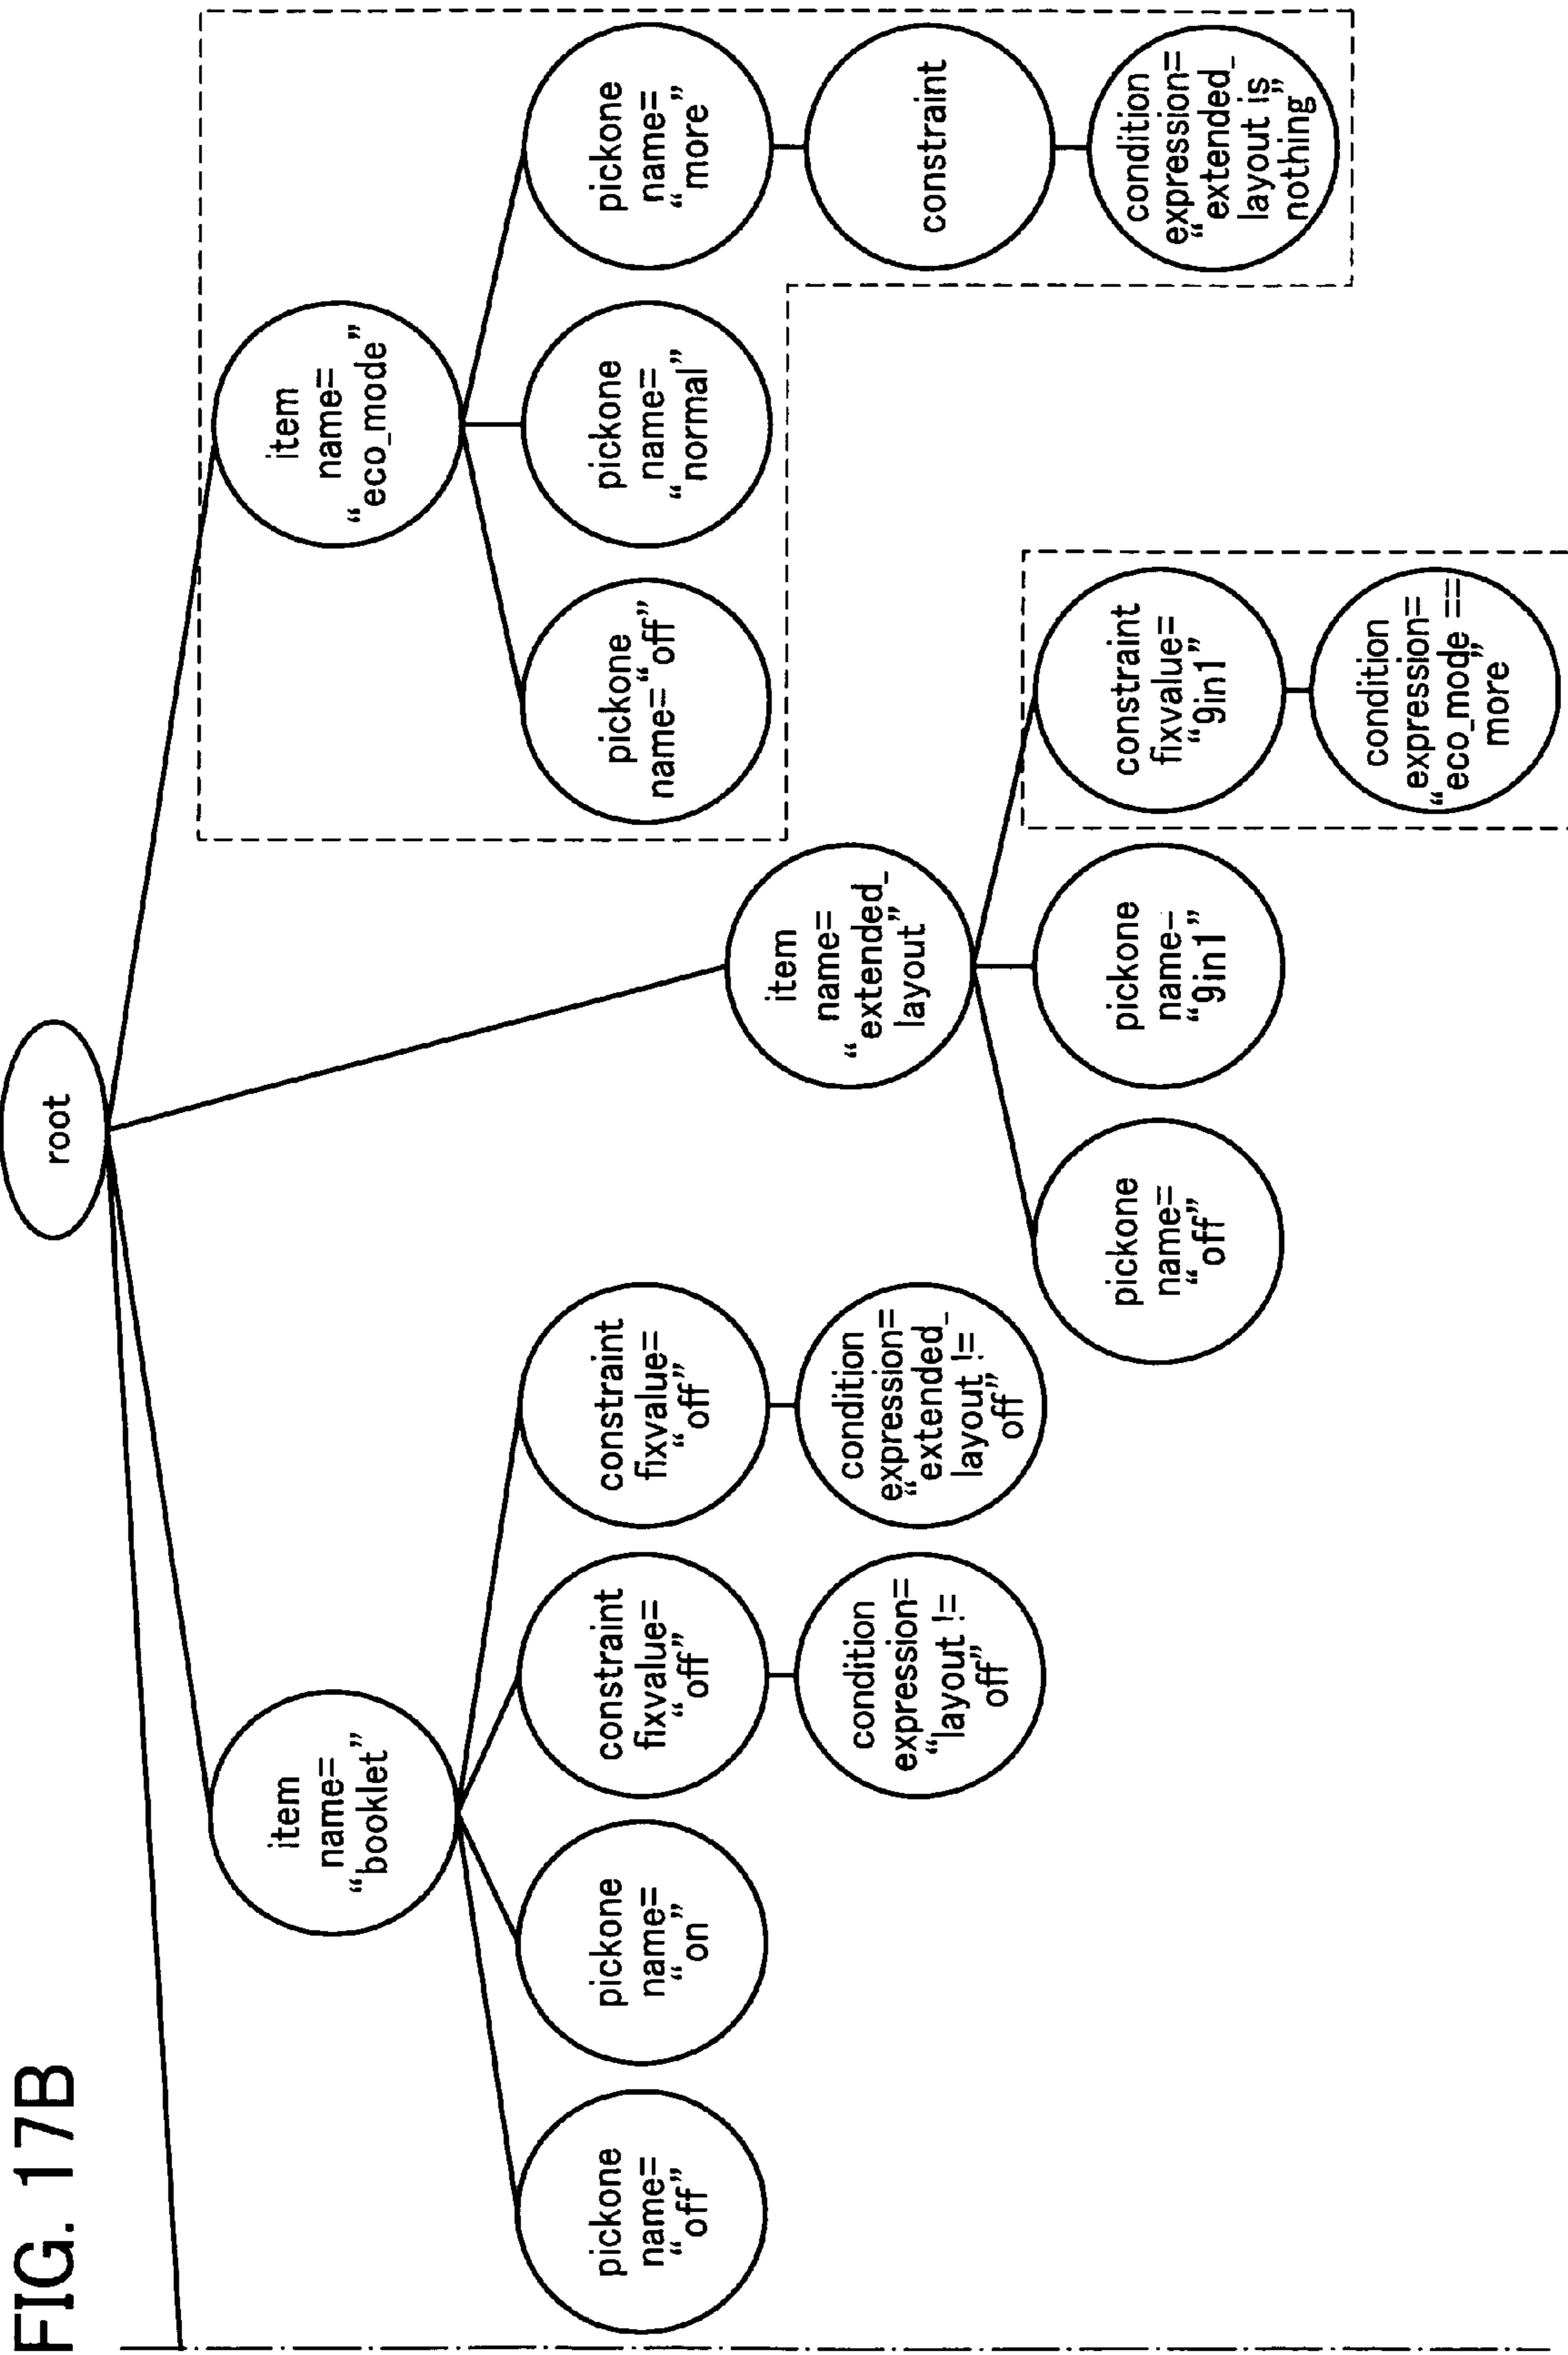 FIG. 17B
root
item
name=
“booklet”
pickone
name=
“off”
pickone
name=
“on”
constraint
fixvalue=
“off”
condition
expression=
“layout !=
off”
constraint
fixvalue=
“off”
condition
expression=
“extended_
layout !=
off”
item
name=
“extended_
layout”
pickone
name=
“off”
pickone
name=
“9in1”
constraint
fixvalue=
“9in1”
condition
expression=
“eco_mode ==
more
item
name=
“eco_mode”
pickone
name=“off”
pickone
name=
“normal”
pickone
name=
“more”
constraint
condition
expression=
“extended_
layout is
nothing”